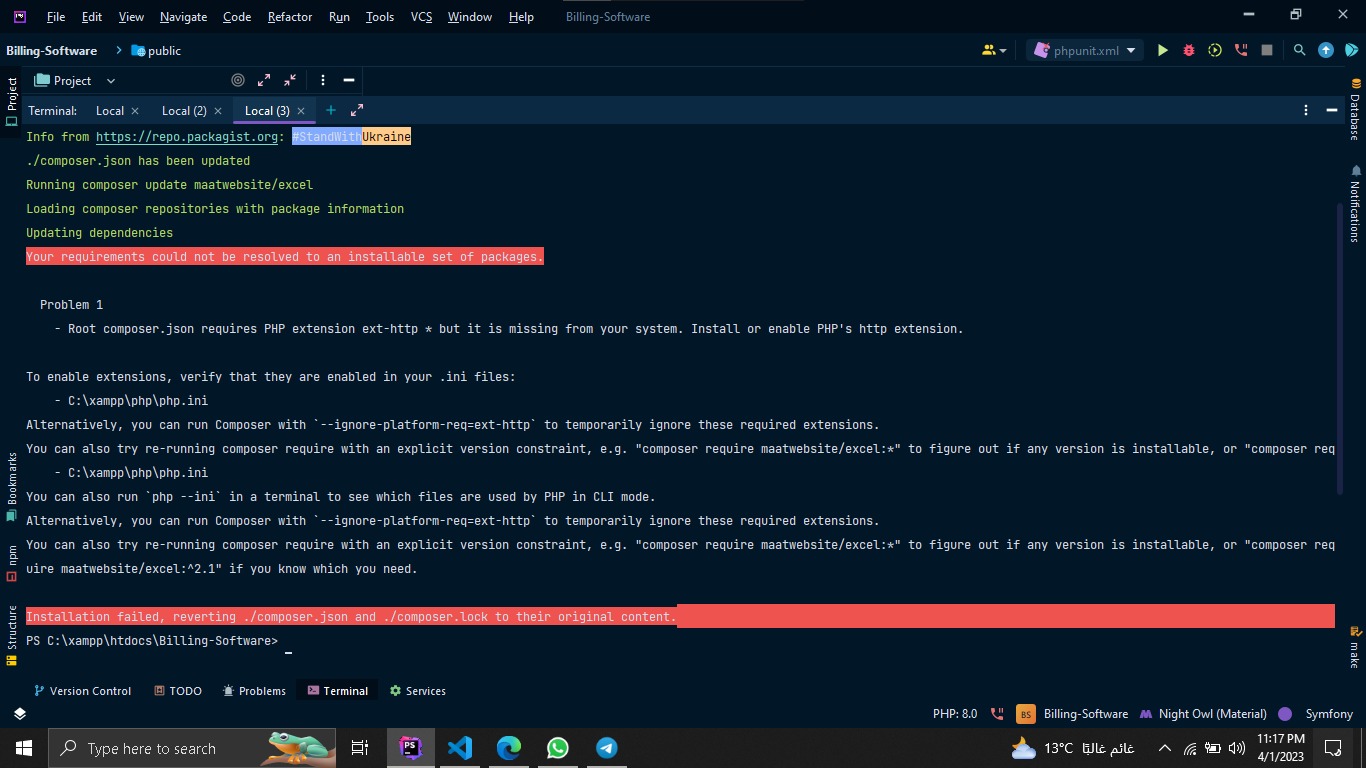 File Edit View Navigate Code Refactor Run Tools VCS Window Help Billing-Software
Billing-Software > public
phpunit.xml
Project
Project
Terminal: Local Local (2) Local (3)
Info from https://repo.packagist.org: #StandWithUkraine
./composer.json has been updated
Running composer update maatwebsite/excel
Loading composer repositories with package information
Updating dependencies
Your requirements could not be resolved to an installable set of packages.
Problem 1
- Root composer.json requires PHP extension ext-http * but it is missing from your system. Install or enable PHP's http extension.
To enable extensions, verify that they are enabled in your .ini files:
- C:\xampp\php\php.ini
Alternatively, you can run Composer with `--ignore-platform-req=ext-http` to temporarily ignore these required extensions.
You can also try re-running composer require with an explicit version constraint, e.g. "composer require maatwebsite/excel:*" to figure out if any version is installable, or "composer req
- C:\xampp\php\php.ini
You can also run `php --ini` in a terminal to see which files are used by PHP in CLI mode.
Alternatively, you can run Composer with `--ignore-platform-req=ext-http` to temporarily ignore these required extensions.
You can also try re-running composer require with an explicit version constraint, e.g. "composer require maatwebsite/excel:*" to figure out if any version is installable, or "composer req
uire maatwebsite/excel:^2.1" if you know which you need.
Installation failed, reverting ./composer.json and ./composer.lock to their original content.
PS C:\xampp\htdocs\Billing-Software>
Bookmarks
npm
Structure
Database
Notifications
make
Version Control TODO Problems Terminal Services
PHP: 8.0 BS Billing-Software Night Owl (Material) Symfony
PS
Type here to search
13°C غائم غالبًا
11:17 PM
4/1/2023